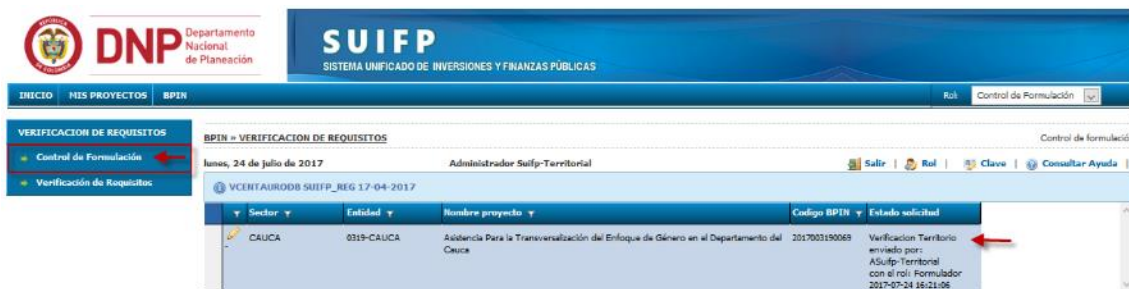 DNP Departamento
Nacional
de Planeación
SUIFP
SISTEMA UNIFICADO DE INVERSIONES Y FINANZAS PÚBLICAS
INICIO MIS PROYECTOS BPIN Rol: Control de Formulación
VERIFICACION DE REQUISITOS
Control de Formulación
Verificación de Requisitos
BPIN » VERIFICACION DE REQUISITOS Control de formulació
lunes, 24 de julio de 2017 Administrador Suifp-Territorial Salir | Rol | Clave | Consultar Ayuda |
VCENTAURODB SUIFP_REG 17-04-2017
Sector Entidad Nombre proyecto Codigo BPIN Estado solicitud
CAUCA 0319-CAUCA Asistencia Para la Transversalización del Enfoque de Género en el Departamento del 2017003190069 Verificacion Territorio
Cauca enviado por:
ASuifp-Territorial
con el rol: Formulador
2017-07-24 16:21:06